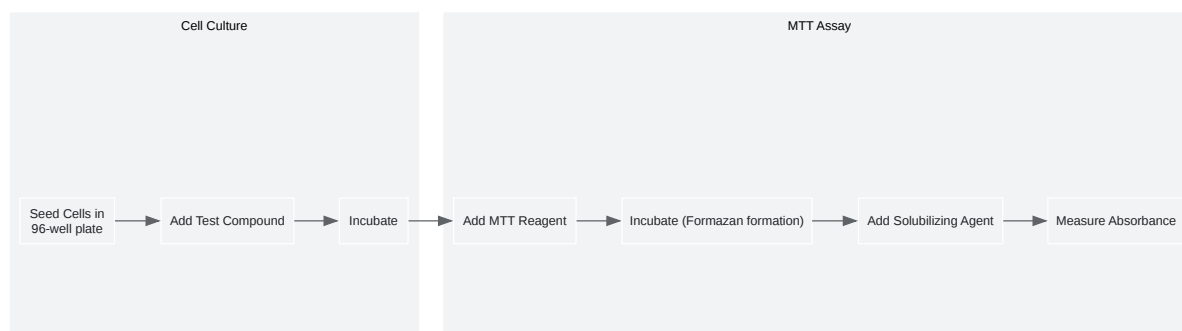 Cell Culture
MTT Assay
Seed Cells in
96-well plate
Add Test Compound
Incubate
Add MTT Reagent
Incubate (Formazan formation)
Add Solubilizing Agent
Measure Absorbance